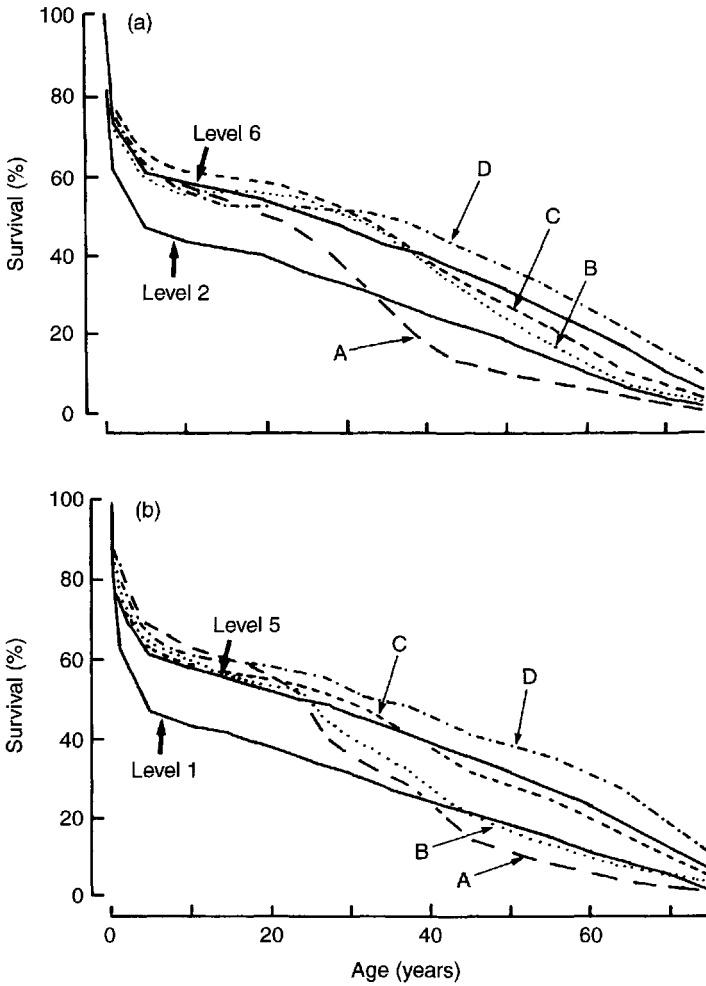 (a)
100
80
60
40
20
0
Survival (%)
Level 6
Level 2
D
C
B
A
(b)
100
80
60
40
20
0
Survival (%)
Level 5
Level 1
C
D
B
A
0
20
40
60
Age (years)